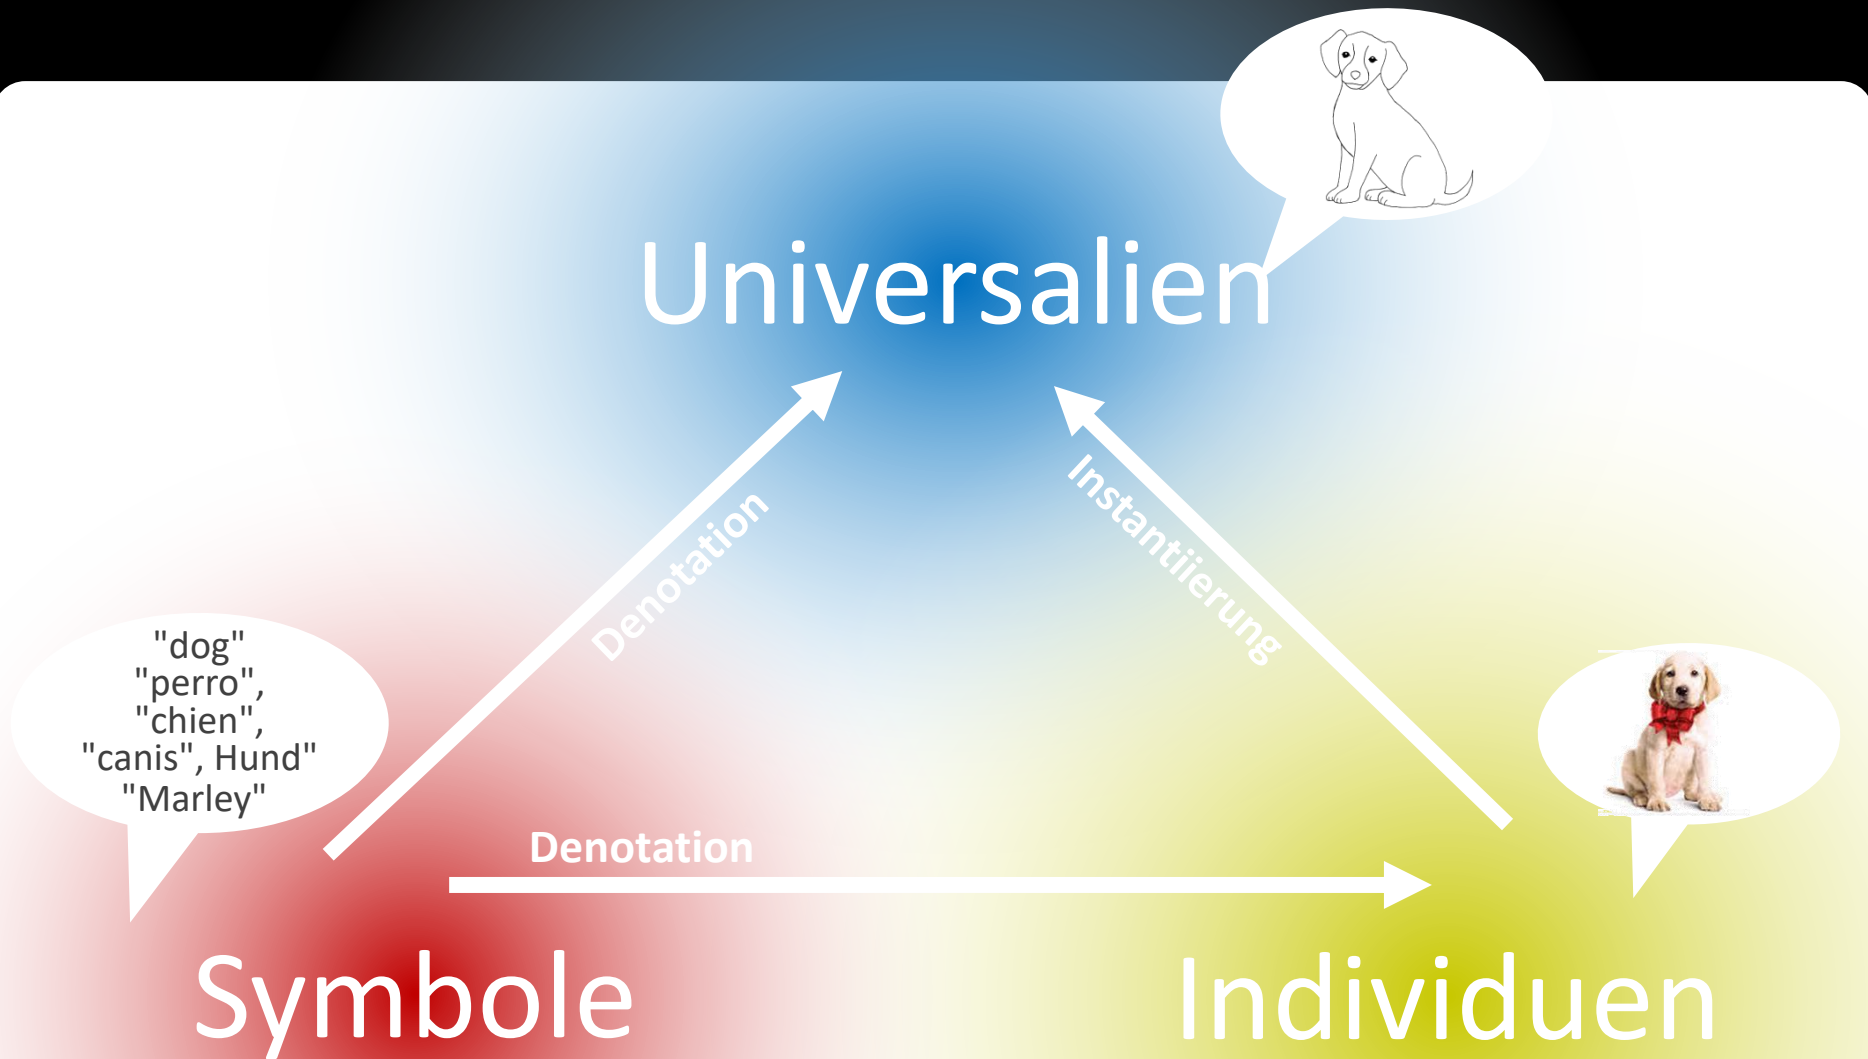 Universalien
Denotation
Instantiierung
"dog"
"perro",
"chien",
"canis", Hund"
"Marley"
Denotation
Symbole
Individuen